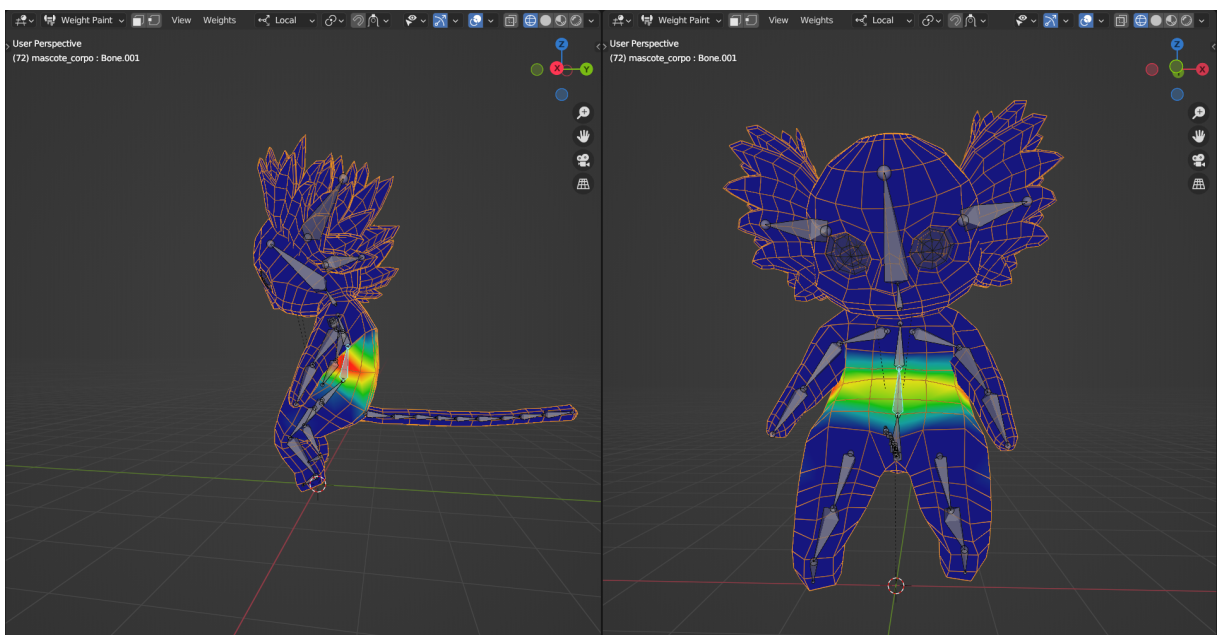 Weight Paint View Weights Local
User Perspective
(72) mascote_corpo : Bone.001
Z
X Y
Weight Paint View Weights Local
User Perspective
(72) mascote_corpo : Bone.001
Z
X